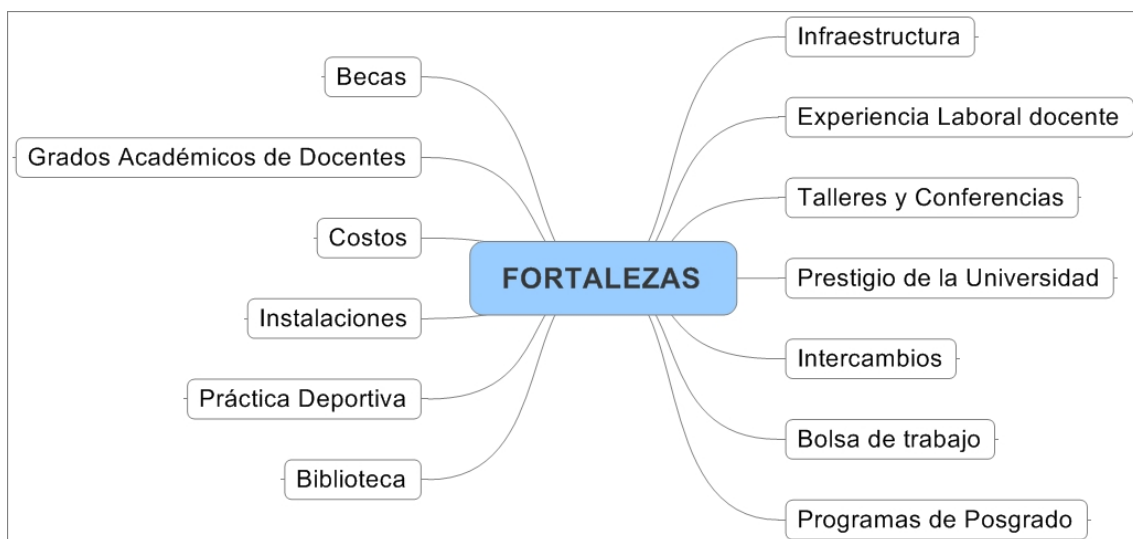 Becas
Grados Académicos de Docentes
Costos
Instalaciones
Práctica Deportiva
Biblioteca
FORTALEZAS
Infraestructura
Experiencia Laboral docente
Talleres y Conferencias
Prestigio de la Universidad
Intercambios
Bolsa de trabajo
Programas de Posgrado